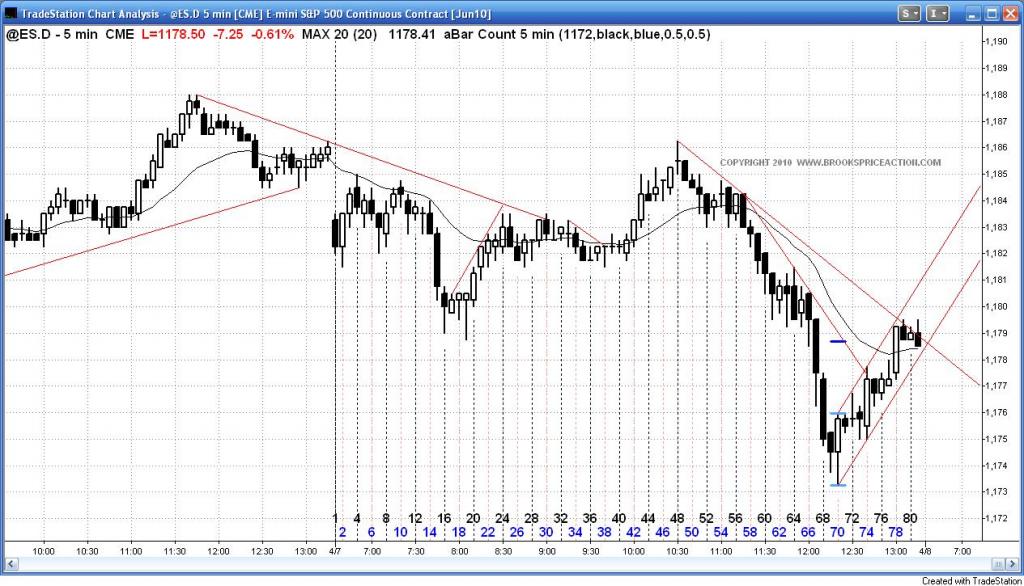 TradeStation Chart Analysis - @ES.D 5 min [CME] E-mini S&P 500 Continuous Contract [Jun10]
S I
@ES.D - 5 min CME L=1178.50 -7.25 -0.61% MAX 20 (20) 1178.41 aBar Count 5 min (1172,black,blue,0.5,0.5)
1,190
1,189
1,188
1,187
1,186
COPYRIGHT 2010 WWW.BROOKSPRICEACTION.COM
1,185
1,184
1,183
1,182
1,181
1,180
1,179
1,178
1,177
1,176
1,175
1,174
1,173
1,172
1 4 8 12 16 20 24 28 32 36 40 44 48 52 56 60 64 68 72 76 80
2 6 10 14 18 22 26 30 34 38 42 46 50 54 58 62 66 70 74 78
10:00 10:30 11:00 11:30 12:00 12:30 13:00 4/7 7:00 7:30 8:00 8:30 9:00 9:30 10:00 10:30 11:00 11:30 12:00 12:30 13:00 4/8 7:00
Created with TradeStation